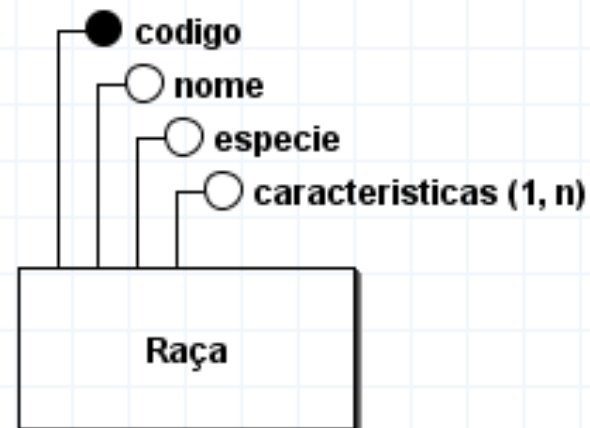 codigo
nome
especie
caracteristicas (1, n)
Raça